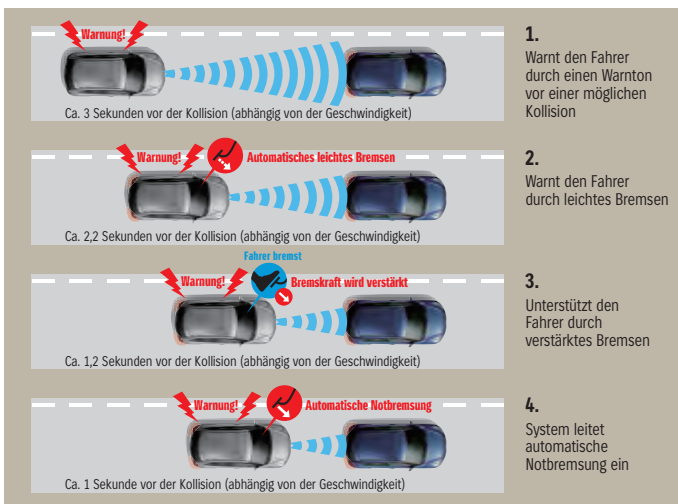 Warnung!
Ca. 3 Sekunden vor der Kollision (abhängig von der Geschwindigkeit)
1.
Warnt den Fahrer
durch einen Warnton
vor einer möglichen
Kollision
Warnung!
Automatisches leichtes Bremsen
Ca. 2,2 Sekunden vor der Kollision (abhängig von der Geschwindigkeit)
2.
Warnt den Fahrer
durch leichtes Bremsen
Fahrer bremst
Warnung!
Bremskraft wird verstärkt
Ca. 1,2 Sekunden vor der Kollision (abhängig von der Geschwindigkeit)
3.
Unterstützt den
Fahrer durch
verstärktes Bremsen
Warnung!
Automatische Notbremsung
Ca. 1 Sekunde vor der Kollision (abhängig von der Geschwindigkeit)
4.
System leitet
automatische
Notbremsung ein